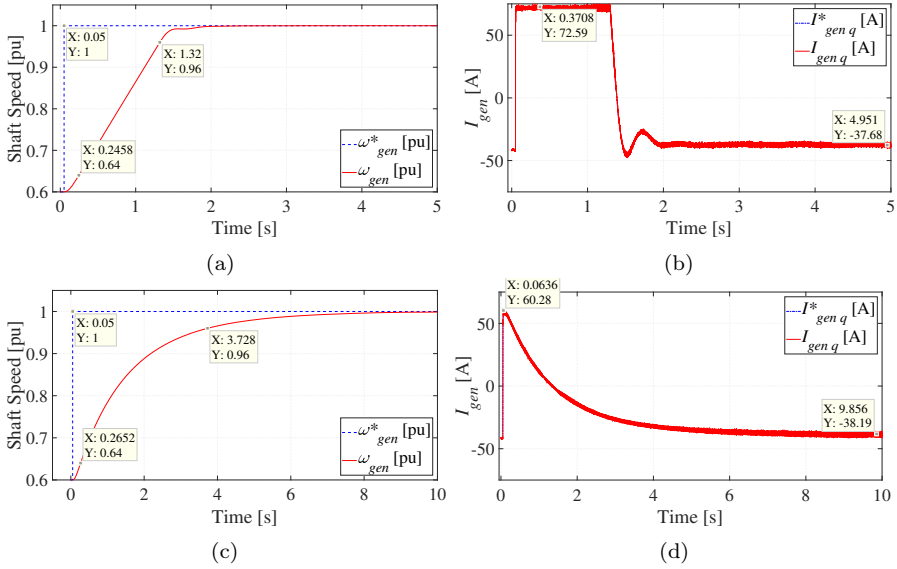 1
0.9
0.8
0.7
0.6
Shaft Speed [pu]
X: 0.05
Y: 1
X: 1.32
Y: 0.96
X: 0.2458
Y: 0.64
ω*gen [pu]
ωgen [pu]
0 1 2 3 4 5
Time [s]
(a)
50
0
-50
Igen [A]
X: 0.3708
Y: 72.59
I*gen q [A]
Igen q [A]
X: 4.951
Y: -37.68
0 1 2 3 4 5
Time [s]
(b)
1
0.9
0.8
0.7
0.6
Shaft Speed [pu]
X: 0.05
Y: 1
X: 3.728
Y: 0.96
X: 0.2652
Y: 0.64
ω*gen [pu]
ωgen [pu]
0 2 4 6 8 10
Time [s]
(c)
50
0
-50
Igen [A]
X: 0.0636
Y: 60.28
I*gen q [A]
Igen q [A]
X: 9.856
Y: -38.19
0 2 4 6 8 10
Time [s]
(d)